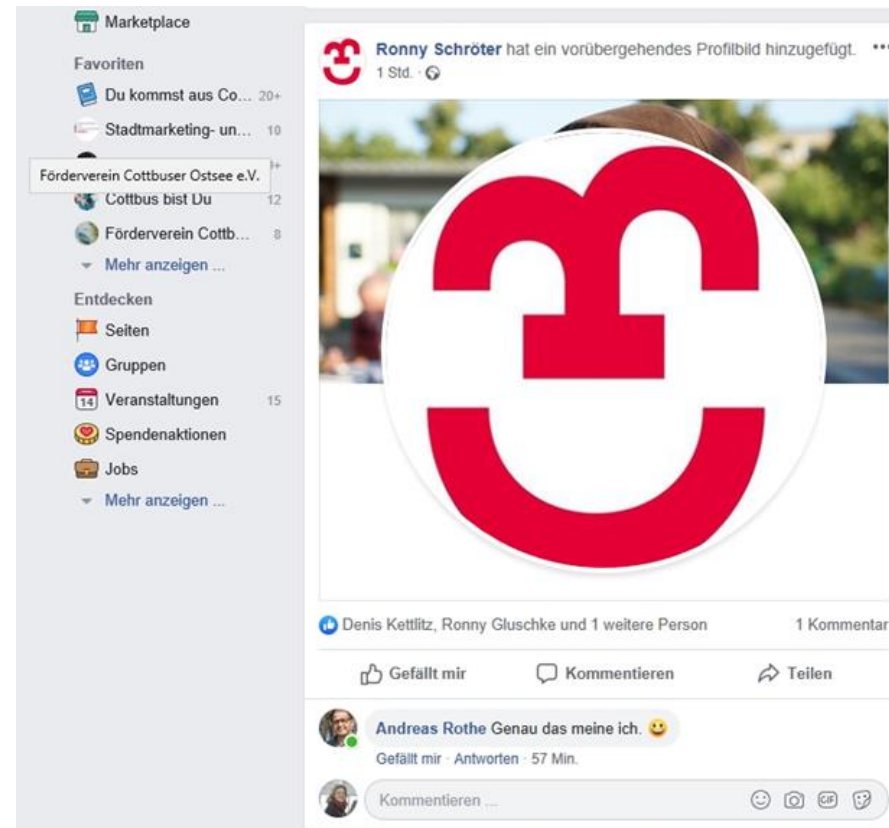 Marketplace
Favoriten
Du kommst aus Co... 20+
Stadtmarketing- un... 10
Förderverein Cottbuser Ostsee e.V.
Cottbus bist Du 12
Förderverein Cottb... 8
Mehr anzeigen ...
Entdecken
Seiten
Gruppen
14 Veranstaltungen 15
Spendenaktionen
Jobs
Mehr anzeigen ...
Ronny Schröter hat ein vorübergehendes Profilbild hinzugefügt. ...
1 Std. ·
Denis Kettlitz, Ronny Gluschke und 1 weitere Person 1 Kommentar
Gefällt mir Kommentieren Teilen
Andreas Rothe Genau das meine ich. 😃
Gefällt mir · Antworten · 57 Min.
Kommentieren ... GIF